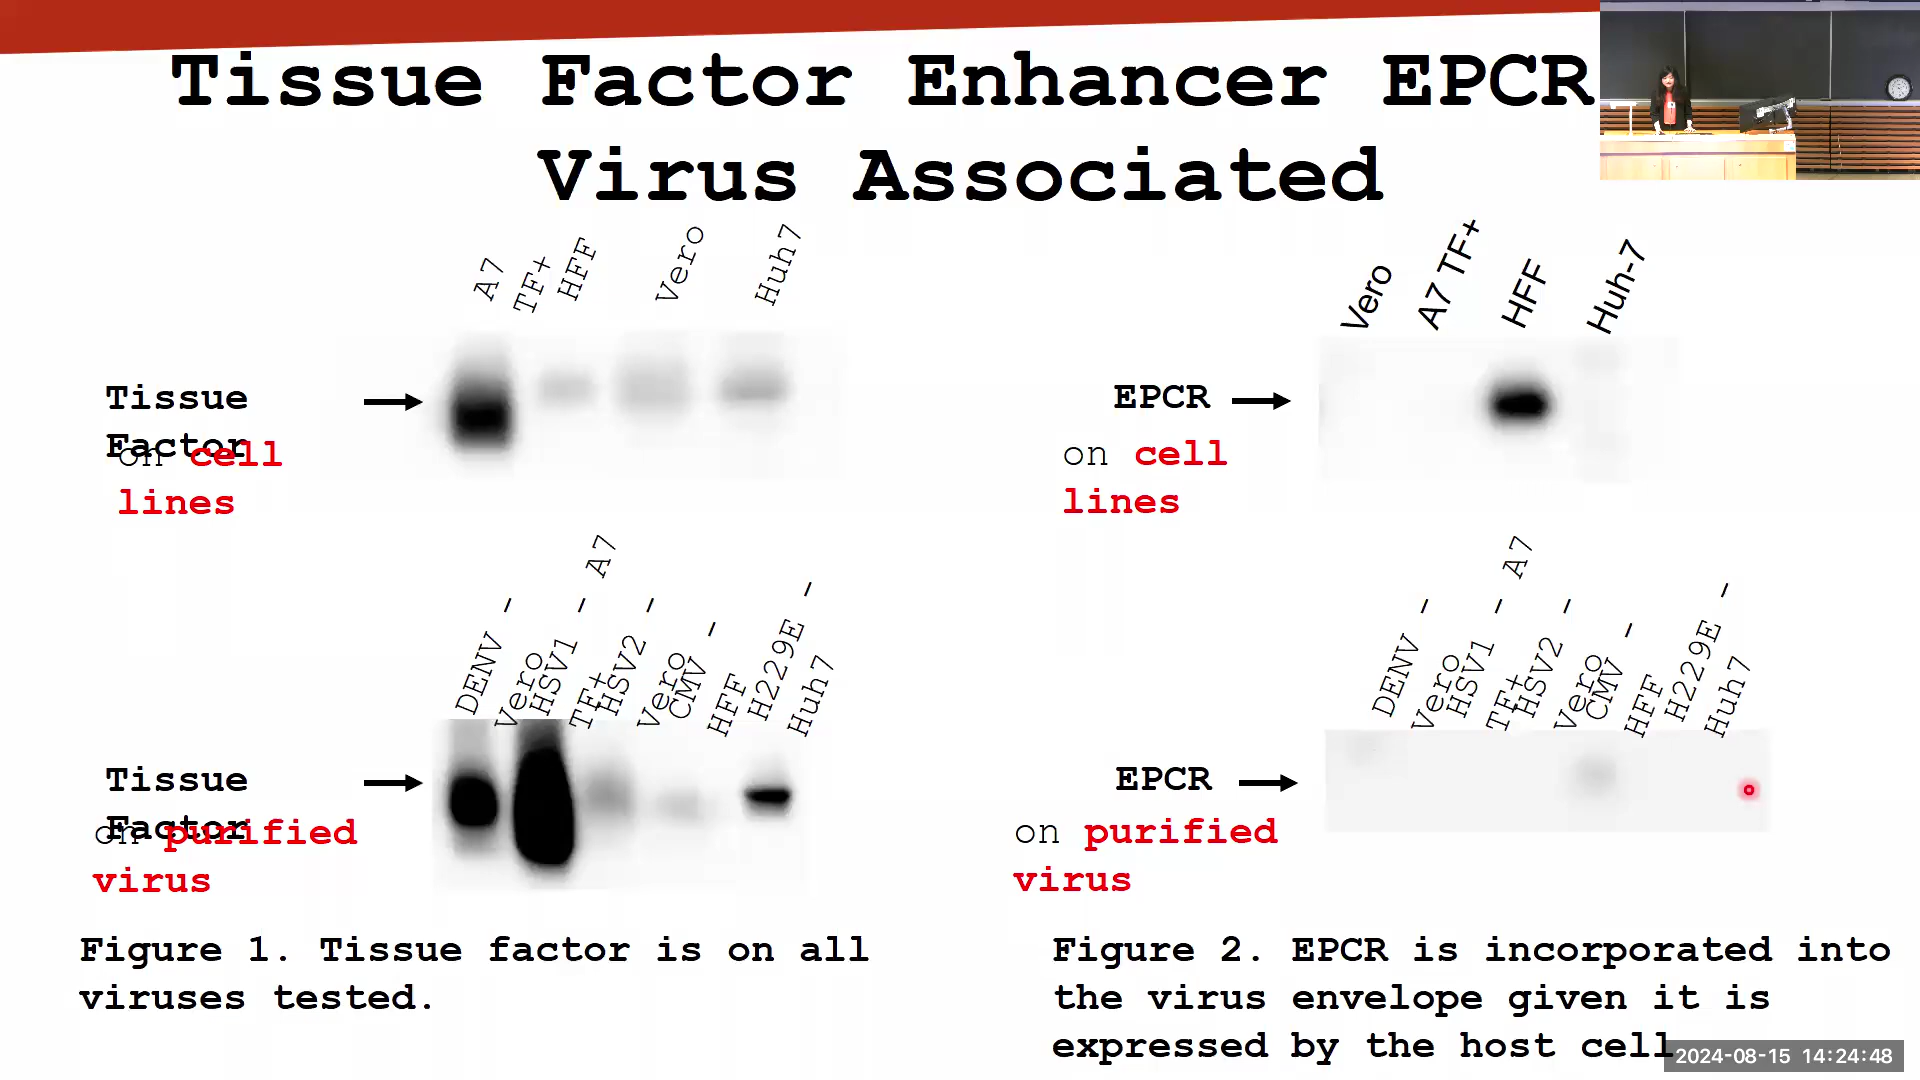 Tissue Factor Enhancer EPCR
Virus Associated
A7
TF+
HFF
Vero
Huh7
Tissue
Factor
on cell
lines
Vero
A7 TF+
HFF
Huh-7
EPCR
on cell
lines
DENV -
Vero
HSV1 - A7
TF+
HSV2 -
Vero
CMV -
HFF
H229E -
Huh7
Tissue
Factor
on purified
virus
DENV -
Vero
HSV1 - A7
TF+
HSV2 -
Vero
CMV -
HFF
H229E -
Huh7
EPCR
on purified
virus
Figure 1. Tissue factor is on all
viruses tested.
Figure 2. EPCR is incorporated into
the virus envelope given it is
expressed by the host cell
2024-08-15 14:24:48